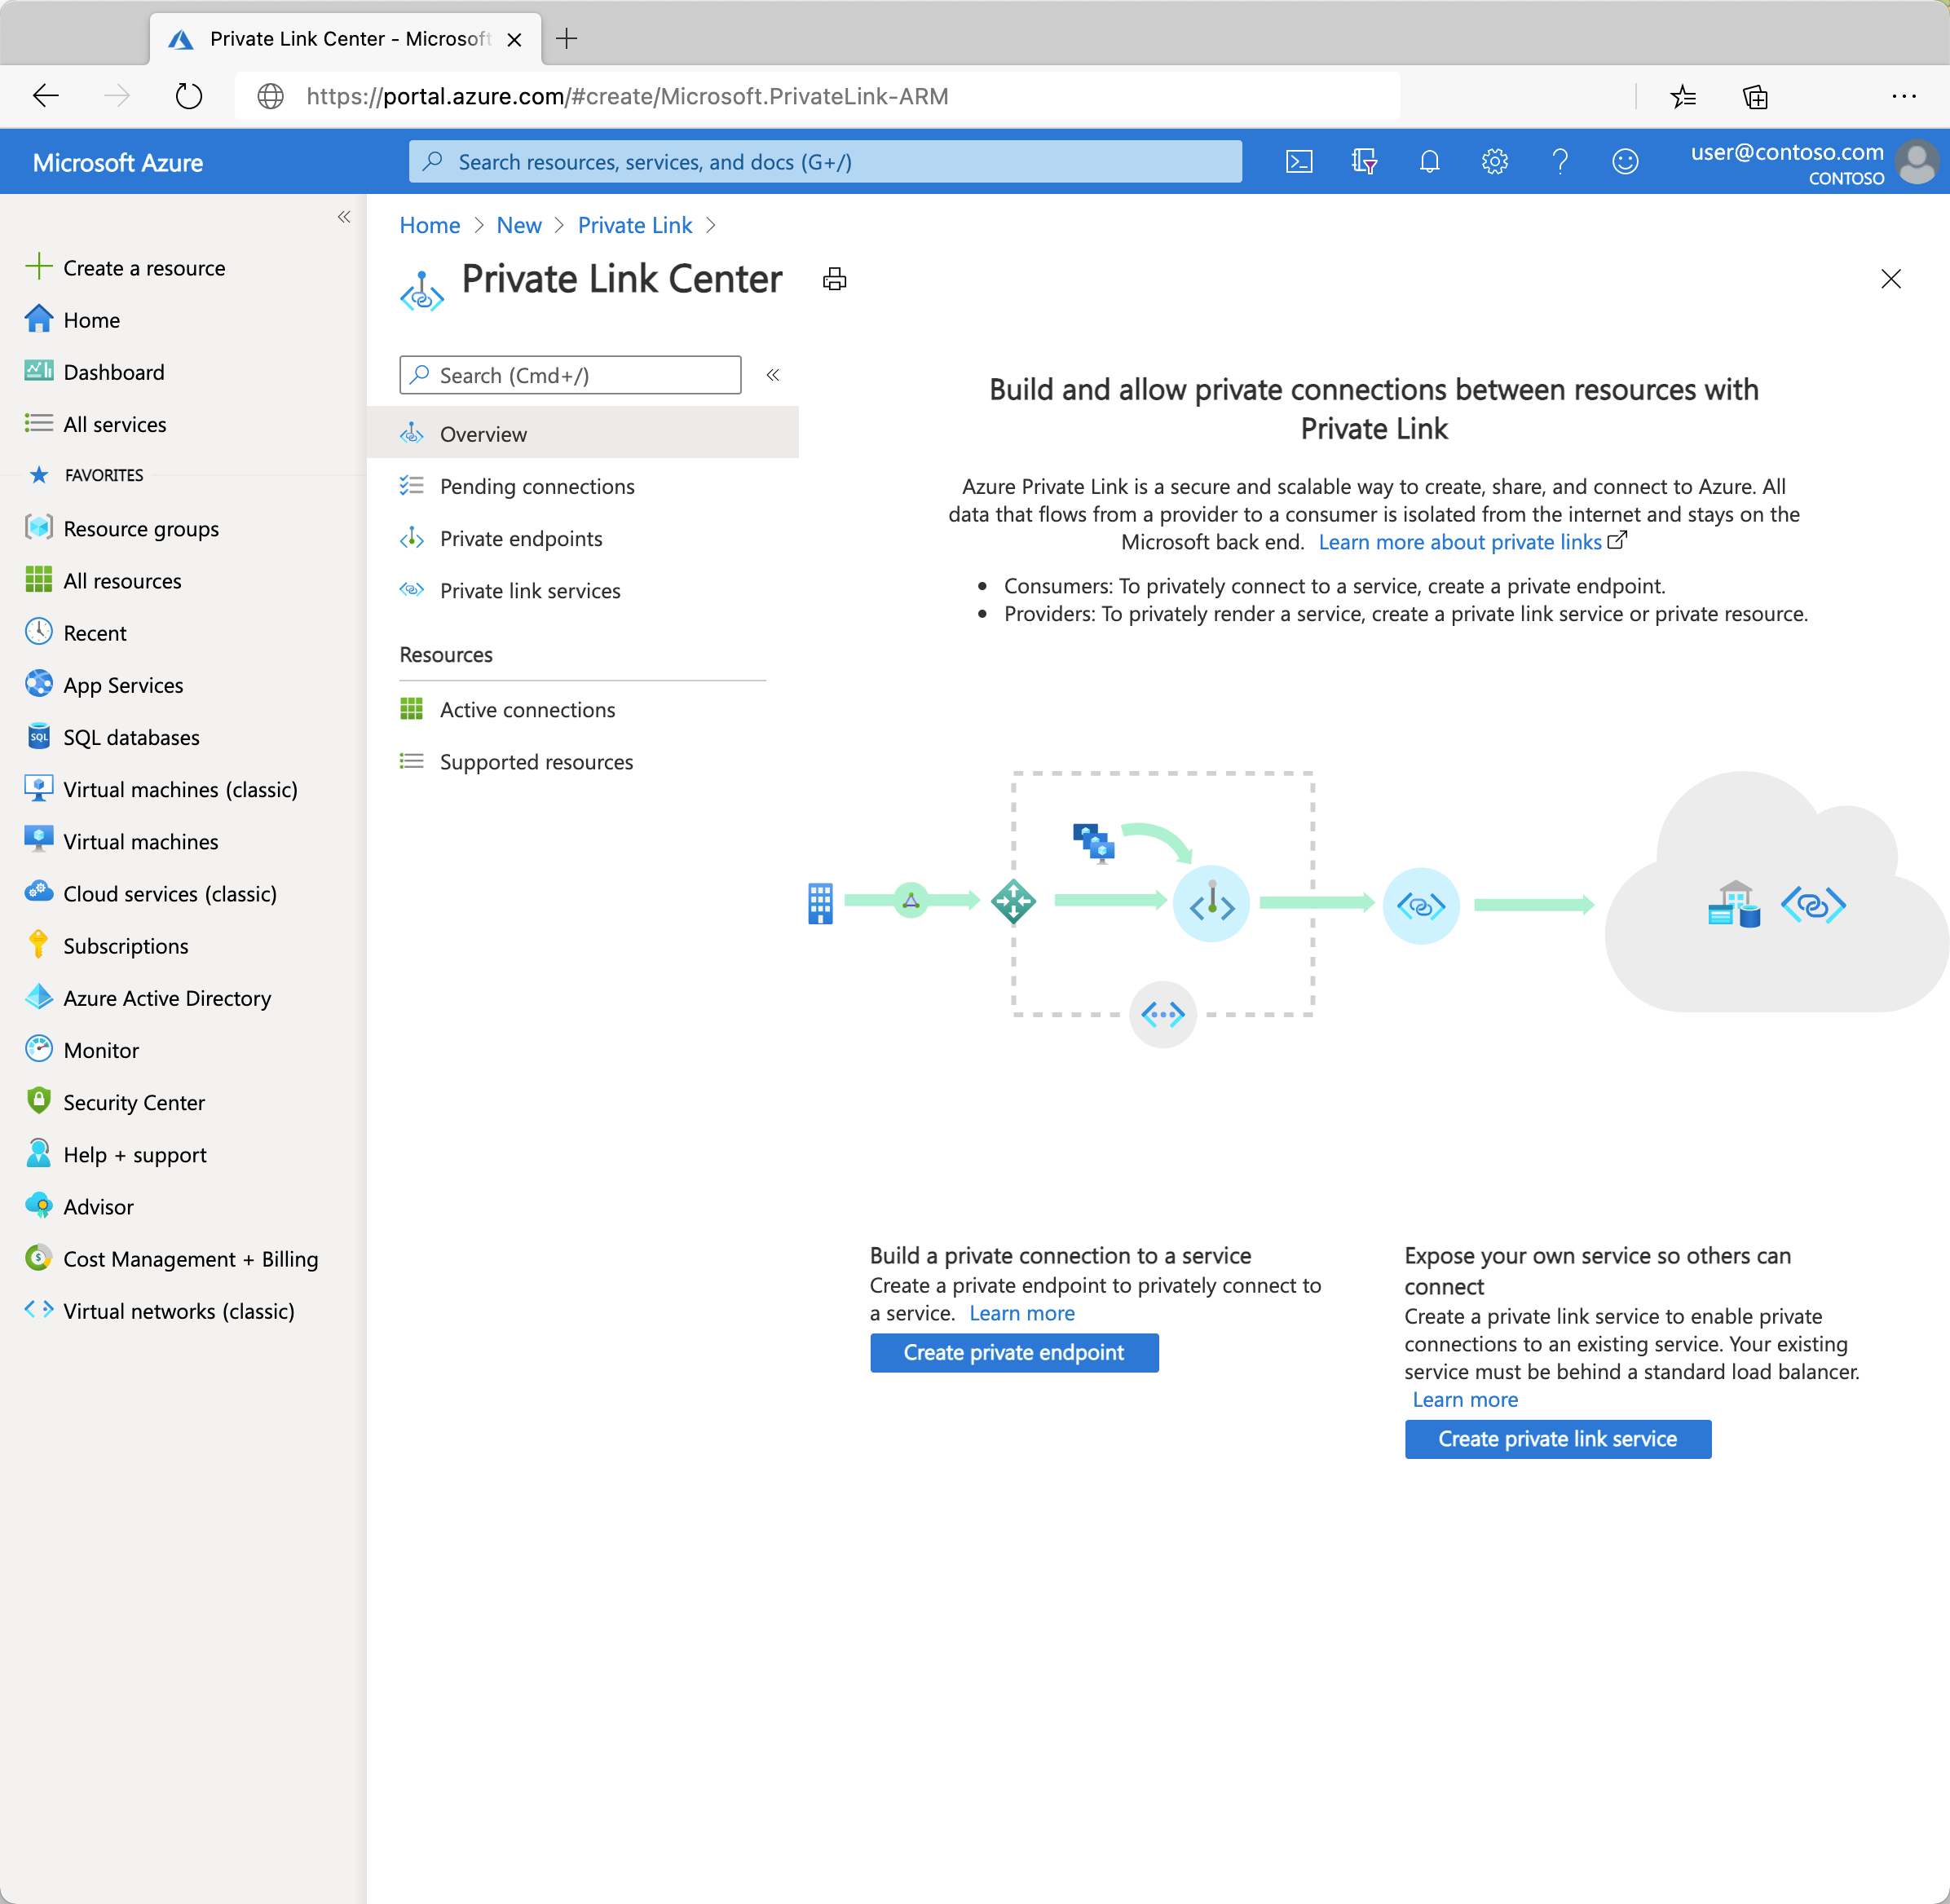 Private Link Center - Microsoft
https://portal.azure.com/#create/Microsoft.PrivateLink-ARM
Microsoft Azure
Search resources, services, and docs (G+/)
user@contoso.com
CONTOSO
Create a resource
Home
Dashboard
All services
FAVORITES
Resource groups
All resources
Recent
App Services
SQL
SQL databases
Virtual machines (classic)
Virtual machines
Cloud services (classic)
Subscriptions
Azure Active Directory
Monitor
Security Center
Help + support
Advisor
Cost Management + Billing
Virtual networks (classic)
Home > New > Private Link >
Private Link Center
Search (Cmd+/)
Overview
Pending connections
Private endpoints
Private link services
Resources
Active connections
Supported resources
Build and allow private connections between resources with
Private Link
Azure Private Link is a secure and scalable way to create, share, and connect to Azure. All
data that flows from a provider to a consumer is isolated from the internet and stays on the
Microsoft back end. Learn more about private links
• Consumers: To privately connect to a service, create a private endpoint.
• Providers: To privately render a service, create a private link service or private resource.
Build a private connection to a service
Create a private endpoint to privately connect to
a service. Learn more
Create private endpoint
Expose your own service so others can
connect
Create a private link service to enable private
connections to an existing service. Your existing
service must be behind a standard load balancer.
Learn more
Create private link service